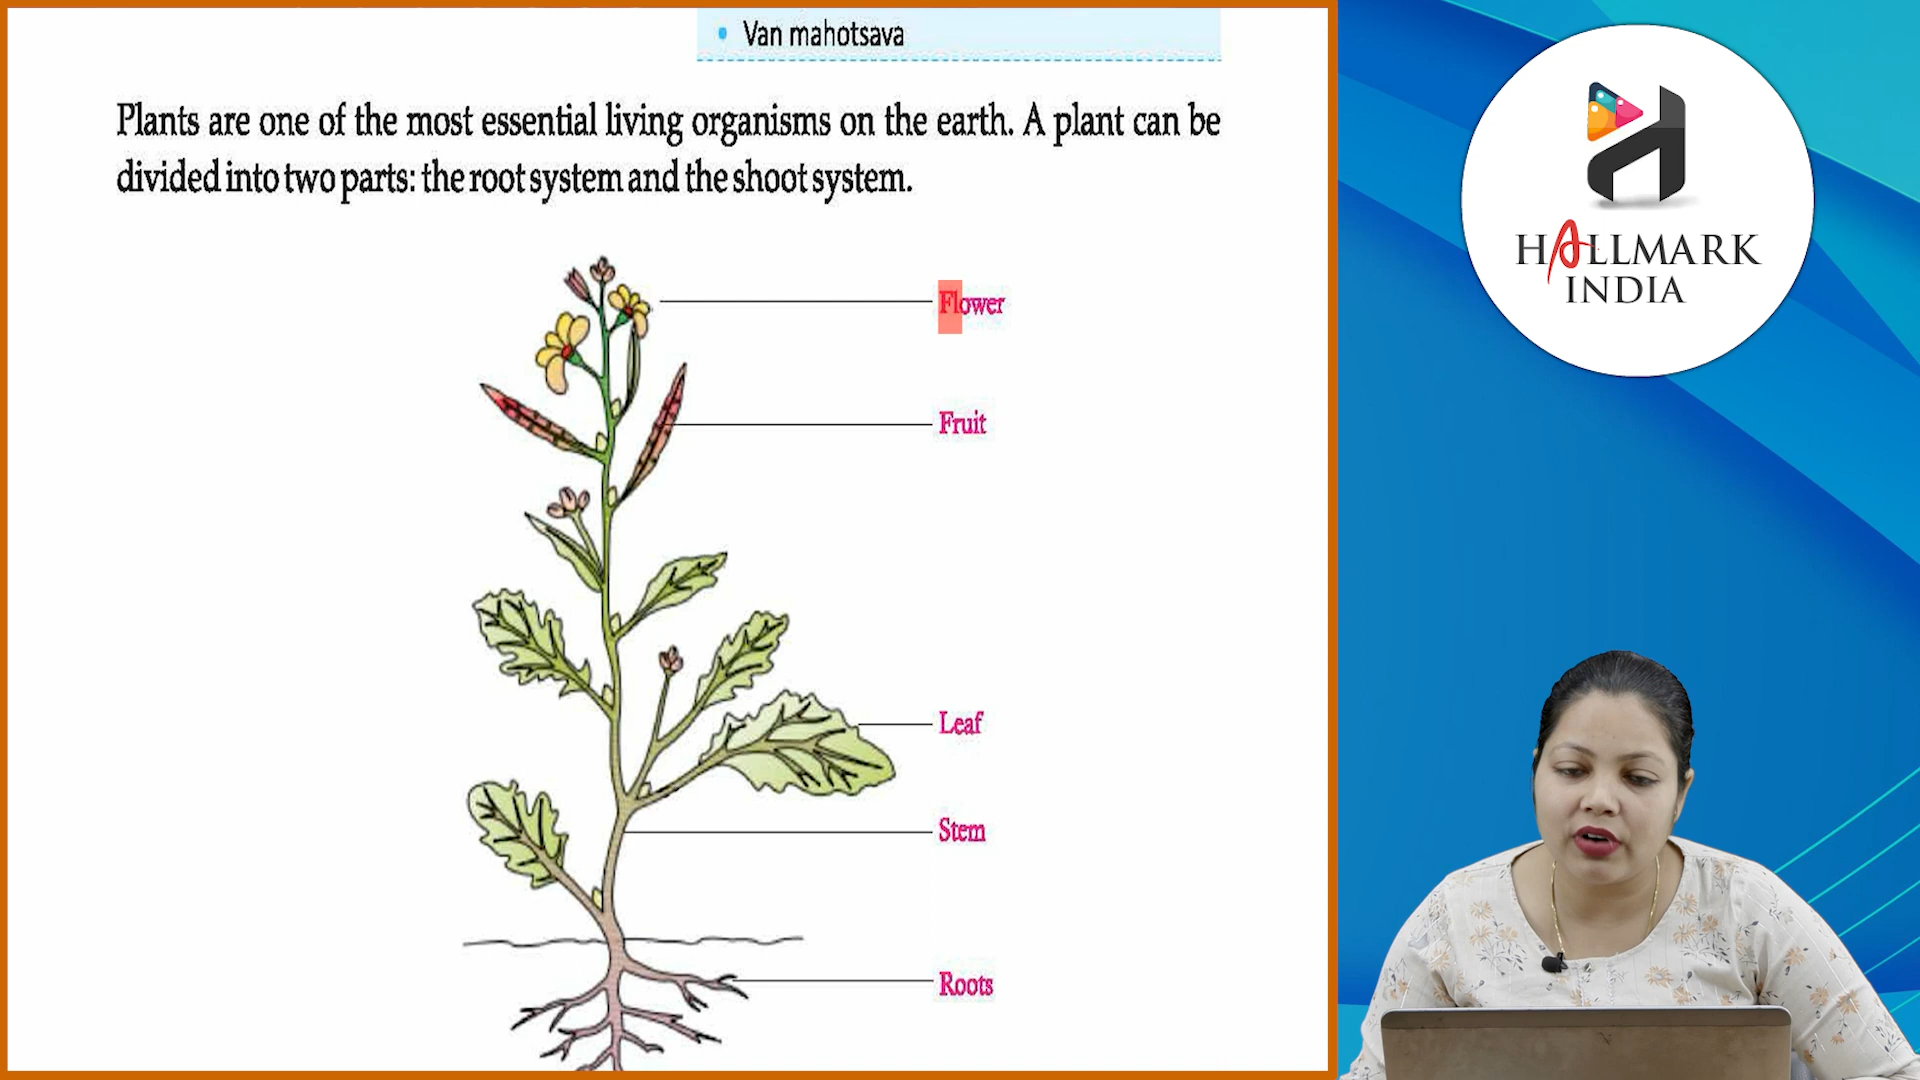 • Van mahotsava
Plants are one of the most essential living organisms on the earth. A plant can be
divided into two parts: the root system and the shoot system.
Flower
Fruit
Leaf
Stem
Roots
HALLMARK
INDIA